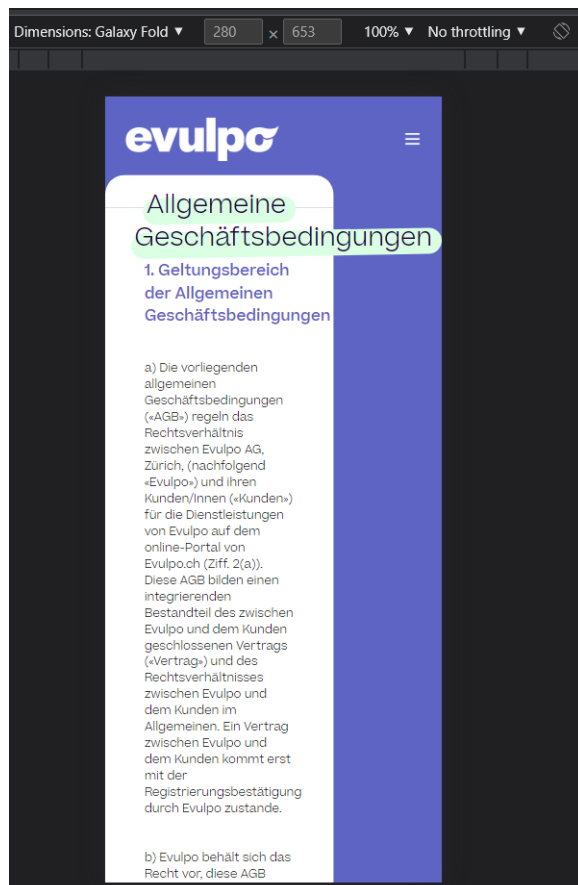 Dimensions: Galaxy Fold ▼ 280 × 653 100% ▼ No throttling ▼
evulpo
Allgemeine
Geschäftsbedingungen
1. Geltungsbereich
der Allgemeinen
Geschäftsbedingungen
a) Die vorliegenden
allgemeinen
Geschäftsbedingungen
(«AGB») regeln das
Rechtsverhältnis
zwischen Evulpo AG,
Zürich, (nachfolgend
«Evulpo») und ihren
Kunden/Innen («Kunden»)
für die Dienstleistungen
von Evulpo auf dem
online-Portal von
Evulpo.ch (Ziff. 2(a)).
Diese AGB bilden einen
integrierenden
Bestandteil des zwischen
Evulpo und dem Kunden
geschlossenen Vertrags
(«Vertrag») und des
Rechtsverhältnisses
zwischen Evulpo und
dem Kunden im
Allgemeinen. Ein Vertrag
zwischen Evulpo und
dem Kunden kommt erst
mit der
Registrierungsbestätigung
durch Evulpo zustande.
b) Evulpo behält sich das
Recht vor, diese AGB